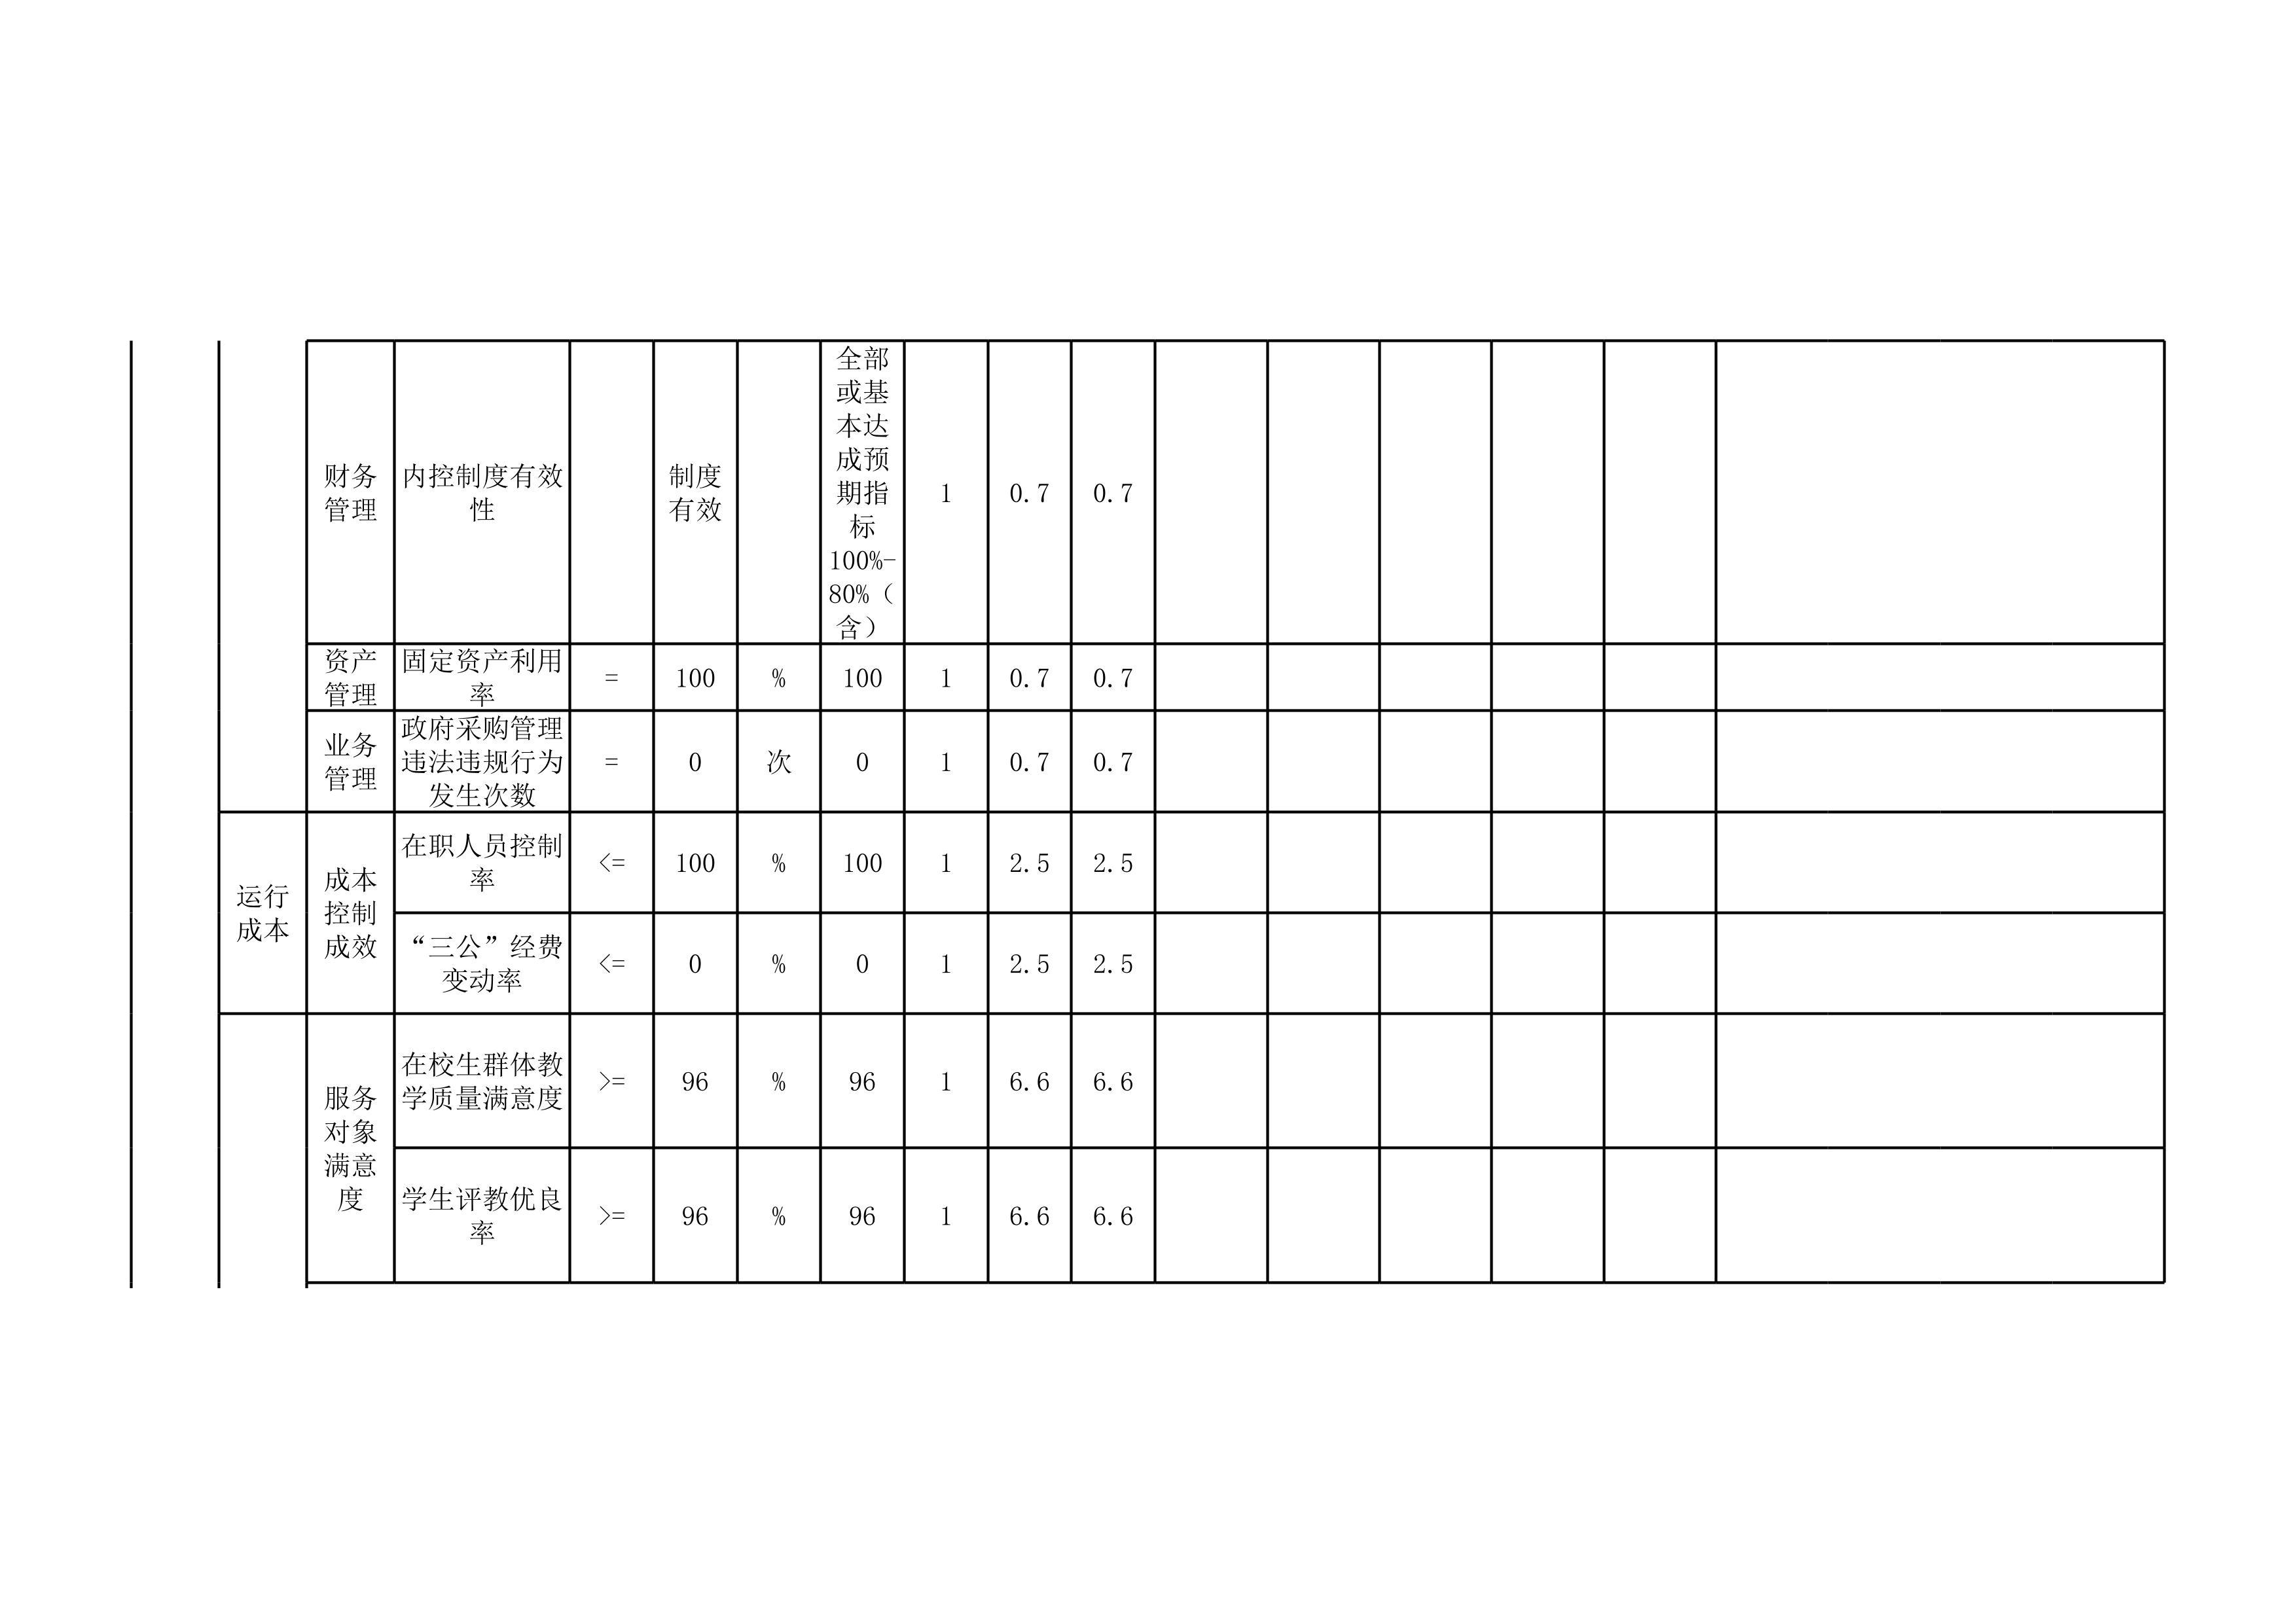 财务
管理
内控制度有效
性
制度
有效
全部
或基
本达
成预
期指
标
100%-
80%（
含）
1
0.7
0.7
资产
管理
固定资产利用
率
=
100
%
100
1
0.7
0.7
业务
管理
政府采购管理
违法违规行为
发生次数
=
0
次
0
1
0.7
0.7
运行
成本
成本
控制
成效
在职人员控制
率
<=
100
%
100
1
2.5
2.5
“三公”经费
变动率
<=
0
%
0
1
2.5
2.5
服务
对象
满意
度
在校生群体教
学质量满意度
>=
96
%
96
1
6.6
6.6
学生评教优良
率
>=
96
%
96
1
6.6
6.6